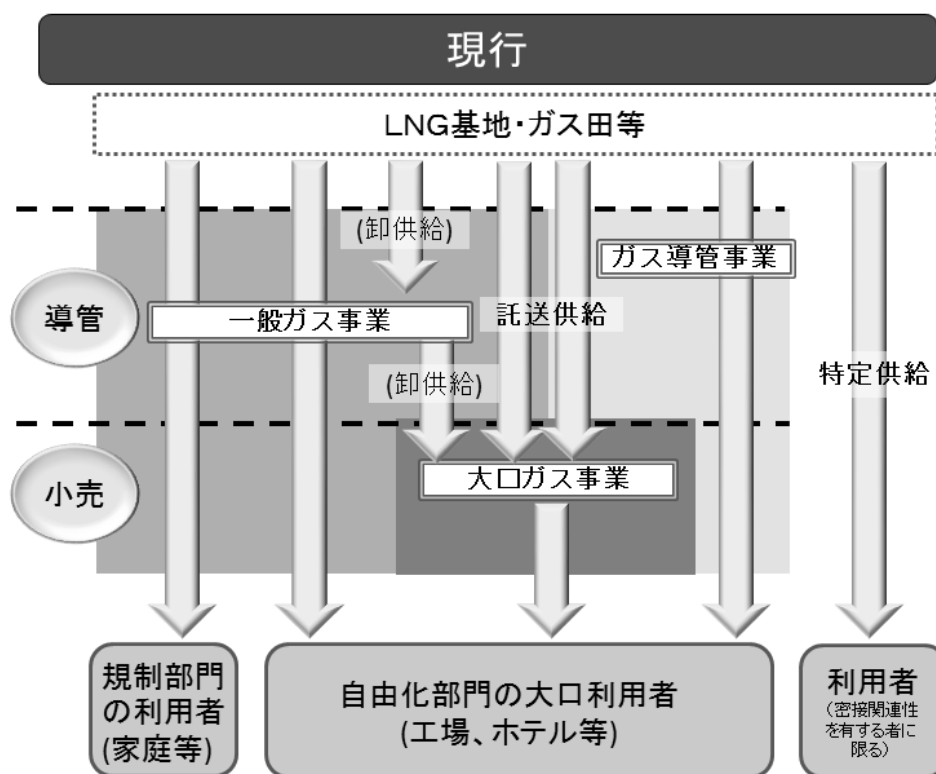 現行
LNG基地・ガス田等
(卸供給)
ガス導管事業
導管
一般ガス事業
託送供給
(卸供給)
特定供給
小売
大口ガス事業
規制部門
の利用者
(家庭等)
自由化部門の大口利用者
(工場、ホテル等)
利用者
(密接関連性
を有する者に
限る)